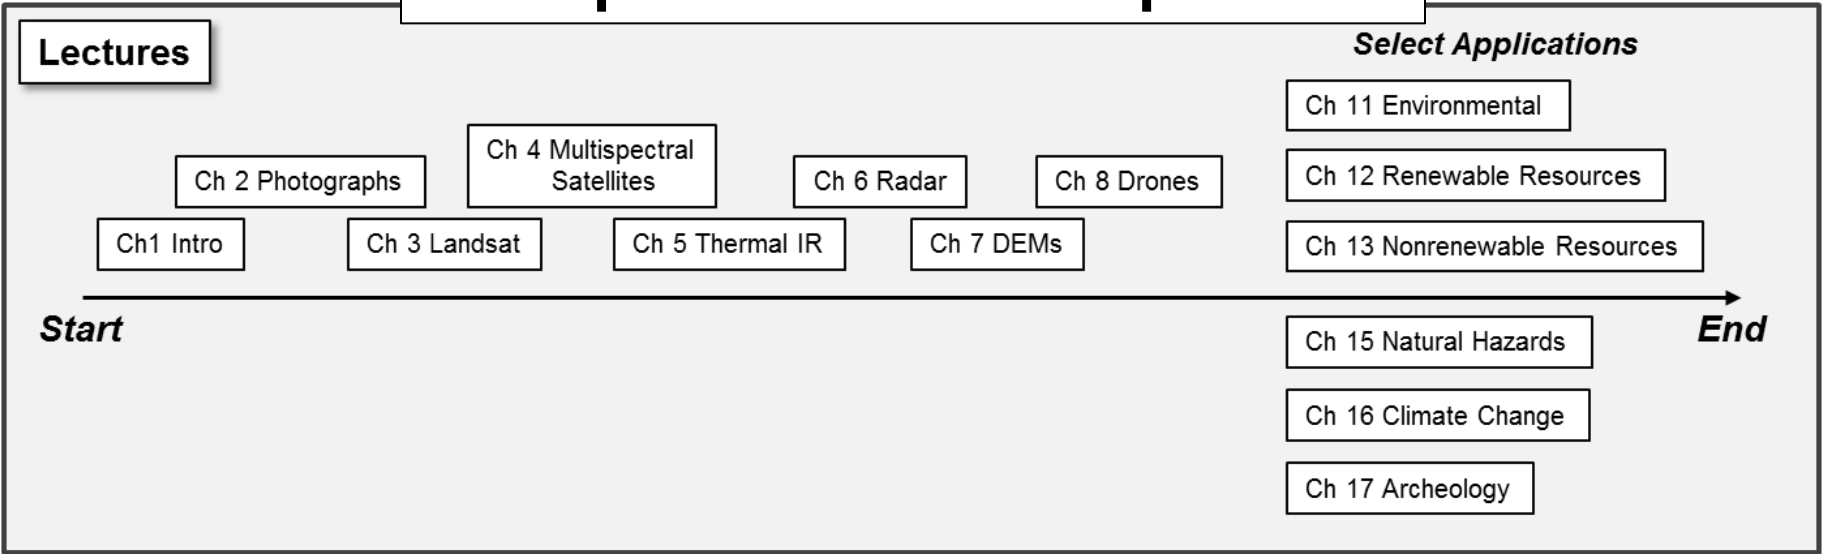 Lectures
Select Applications
Ch 11 Environmental
Ch 4 Multispectral
Satellites
Ch 2 Photographs
Ch 6 Radar
Ch 8 Drones
Ch 12 Renewable Resources
Ch1 Intro
Ch 3 Landsat
Ch 5 Thermal IR
Ch 7 DEMs
Ch 13 Nonrenewable Resources
Start
End
Ch 15 Natural Hazards
Ch 16 Climate Change
Ch 17 Archeology